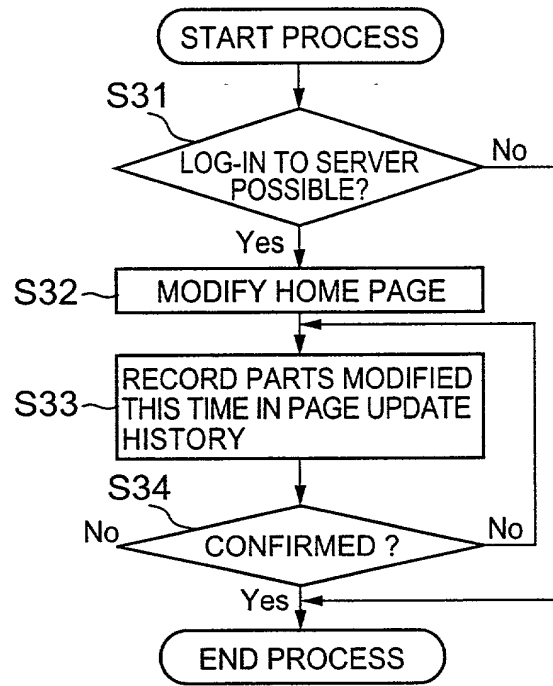 START PROCESS
S31
LOG-IN TO SERVER
POSSIBLE?
No
Yes
S32
MODIFY HOME PAGE
S33
RECORD PARTS MODIFIED
THIS TIME IN PAGE UPDATE
HISTORY
S34
No
CONFIRMED ?
No
Yes
END PROCESS